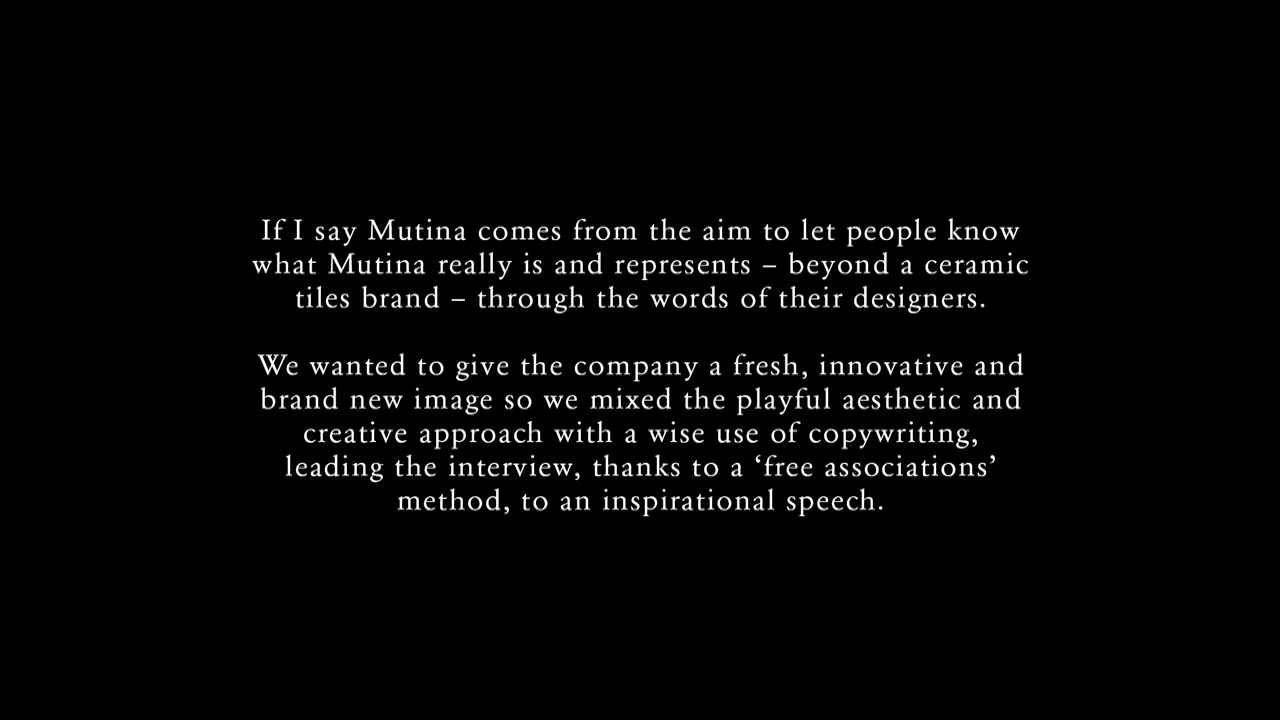 If I say Mutina comes from the aim to let people know
what Mutina really is and represents – beyond a ceramic
tiles brand – through the words of their designers.
We wanted to give the company a fresh, innovative and
brand new image so we mixed the playful aesthetic and
creative approach with a wise use of copywriting,
leading the interview, thanks to a ‘free associations’
method, to an inspirational speech.